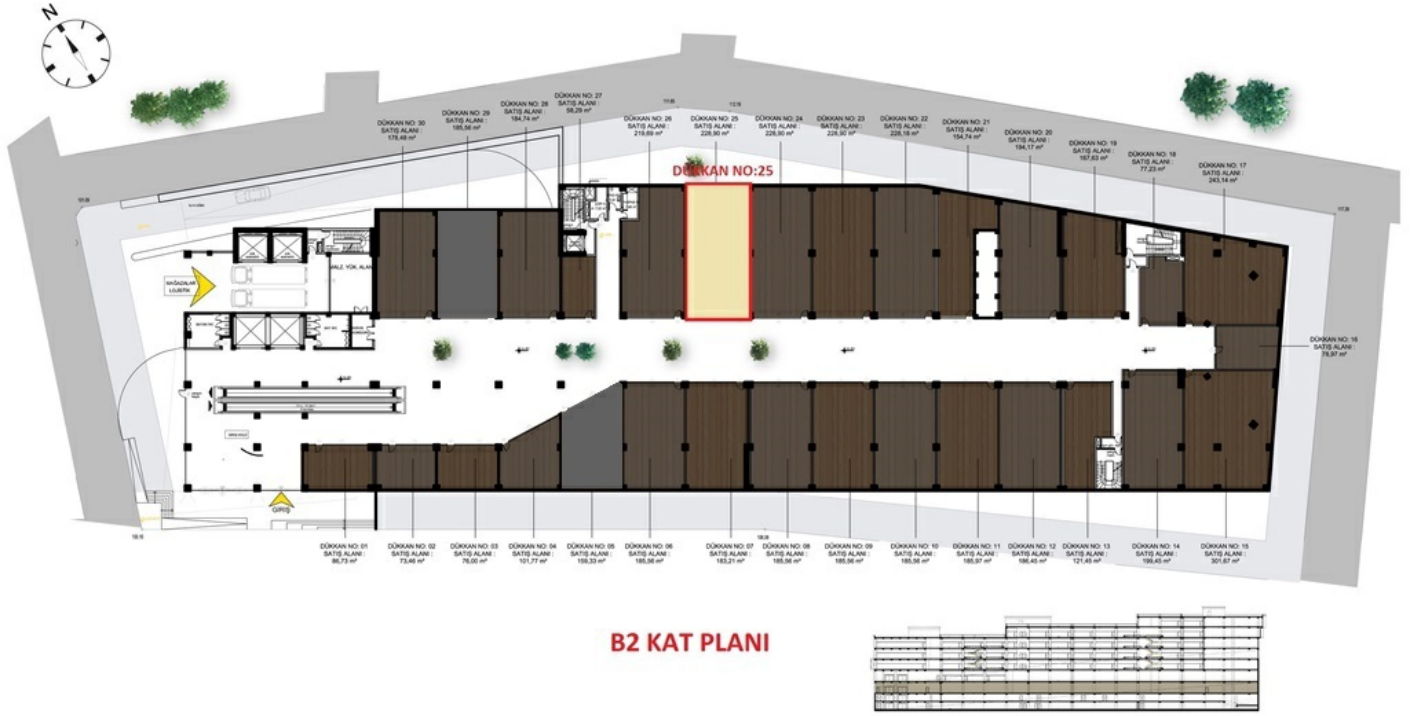 N
DÜKKAN NO: 30
SATIŞ ALANI :
178,48 m²
DÜKKAN NO: 29
SATIŞ ALANI :
185,56 m²
DÜKKAN NO: 28
SATIŞ ALANI :
184,74 m²
DÜKKAN NO: 27
SATIŞ ALANI :
58,29 m²
DÜKKAN NO: 26
SATIŞ ALANI :
219,69 m²
DÜKKAN NO: 25
SATIŞ ALANI :
228,90 m²
DÜKKAN NO: 24
SATIŞ ALANI :
228,90 m²
DÜKKAN NO: 23
SATIŞ ALANI :
228,90 m²
DÜKKAN NO: 22
SATIŞ ALANI :
228,18 m²
DÜKKAN NO: 21
SATIŞ ALANI :
154,74 m²
DÜKKAN NO: 20
SATIŞ ALANI :
194,17 m²
DÜKKAN NO: 19
SATIŞ ALANI :
167,63 m²
DÜKKAN NO: 18
SATIŞ ALANI :
77,23 m²
DÜKKAN NO: 17
SATIŞ ALANI :
243,14 m²
DÜKKAN NO:25
MALZ. YÜK. ALANI
MAĞAZALAR
LOJİSTİK
DÜKKAN NO: 16
SATIŞ ALANI :
78,97 m²
GİRİŞ
DÜKKAN NO: 01
SATIŞ ALANI :
86,73 m²
DÜKKAN NO: 02
SATIŞ ALANI :
73,46 m²
DÜKKAN NO: 03
SATIŞ ALANI :
76,00 m²
DÜKKAN NO: 04
SATIŞ ALANI :
101,77 m²
DÜKKAN NO: 05
SATIŞ ALANI :
159,33 m²
DÜKKAN NO: 06
SATIŞ ALANI :
185,56 m²
DÜKKAN NO: 07
SATIŞ ALANI :
183,21 m²
DÜKKAN NO: 08
SATIŞ ALANI :
185,56 m²
DÜKKAN NO: 09
SATIŞ ALANI :
185,56 m²
DÜKKAN NO: 10
SATIŞ ALANI :
185,56 m²
DÜKKAN NO: 11
SATIŞ ALANI :
185,97 m²
DÜKKAN NO: 12
SATIŞ ALANI :
186,45 m²
DÜKKAN NO: 13
SATIŞ ALANI :
121,45 m²
DÜKKAN NO: 14
SATIŞ ALANI :
199,45 m²
DÜKKAN NO: 15
SATIŞ ALANI :
301,67 m²
B2 KAT PLANI